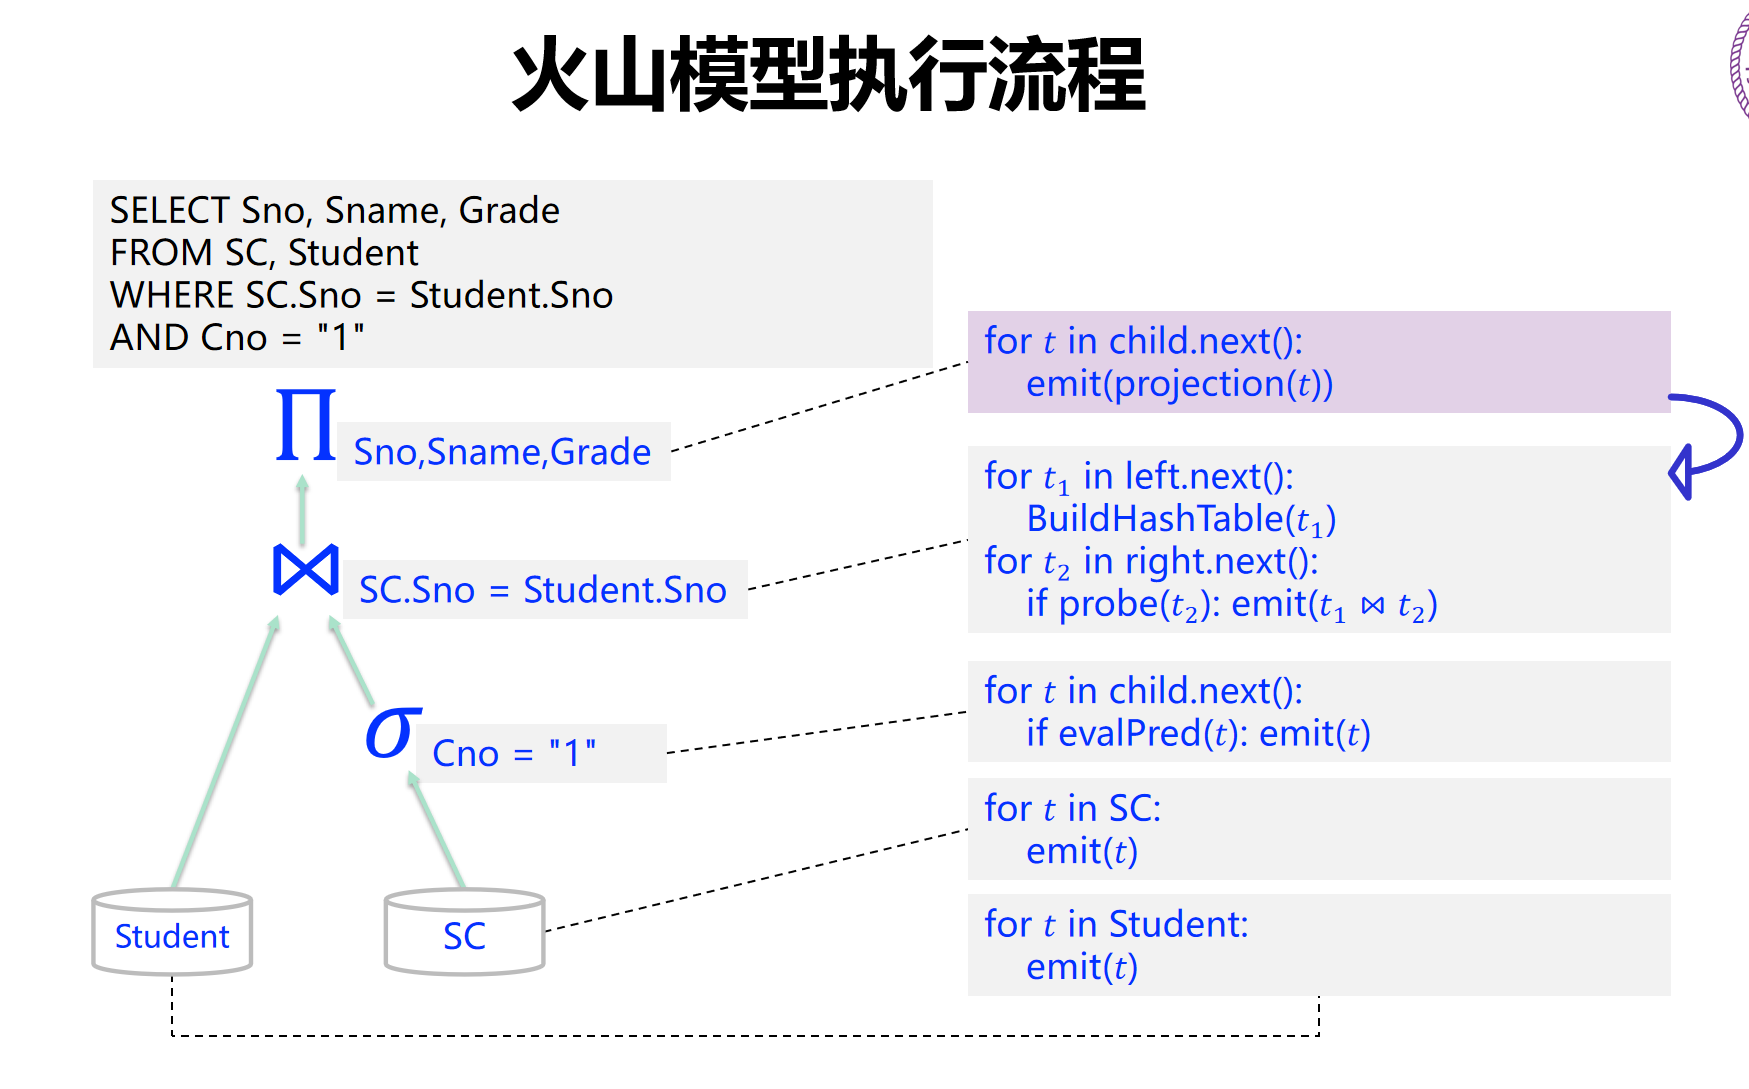 火山模型执行流程
SELECT Sno, Sname, Grade
FROM SC, Student
WHERE SC.Sno = Student.Sno
AND Cno = "1"
∏
Sno,Sname,Grade
⋈
SC.Sno = Student.Sno
σ
Cno = "1"
Student
SC
for t in child.next():
emit(projection(t))
for t₁ in left.next():
BuildHashTable(t₁)
for t₂ in right.next():
if probe(t₂): emit(t₁ ⋈ t₂)
for t in child.next():
if evalPred(t): emit(t)
for t in SC:
emit(t)
for t in Student:
emit(t)